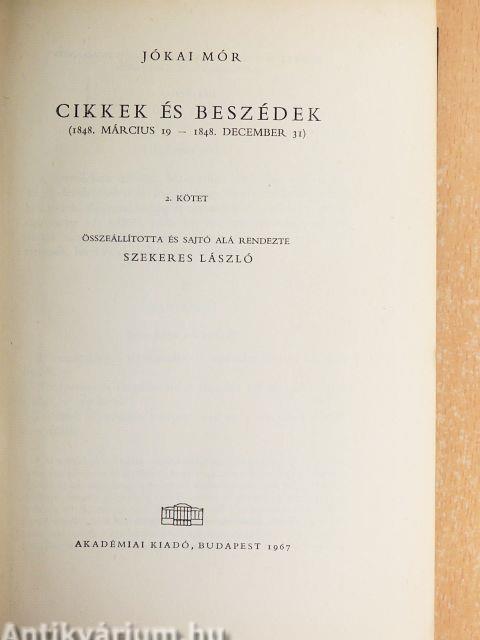 JÓKAI MÓR
CIKKEK ÉS BESZÉDEK
(1848. MÁRCIUS 19 – 1848. DECEMBER 31)
2. KÖTET
ÖSSZEÁLLÍTOTTA ÉS SAJTÓ ALÁ RENDEZTE
SZEKERES LÁSZLÓ
AKADÉMIAI KIADÓ, BUDAPEST 1967
Antikvárium.hu